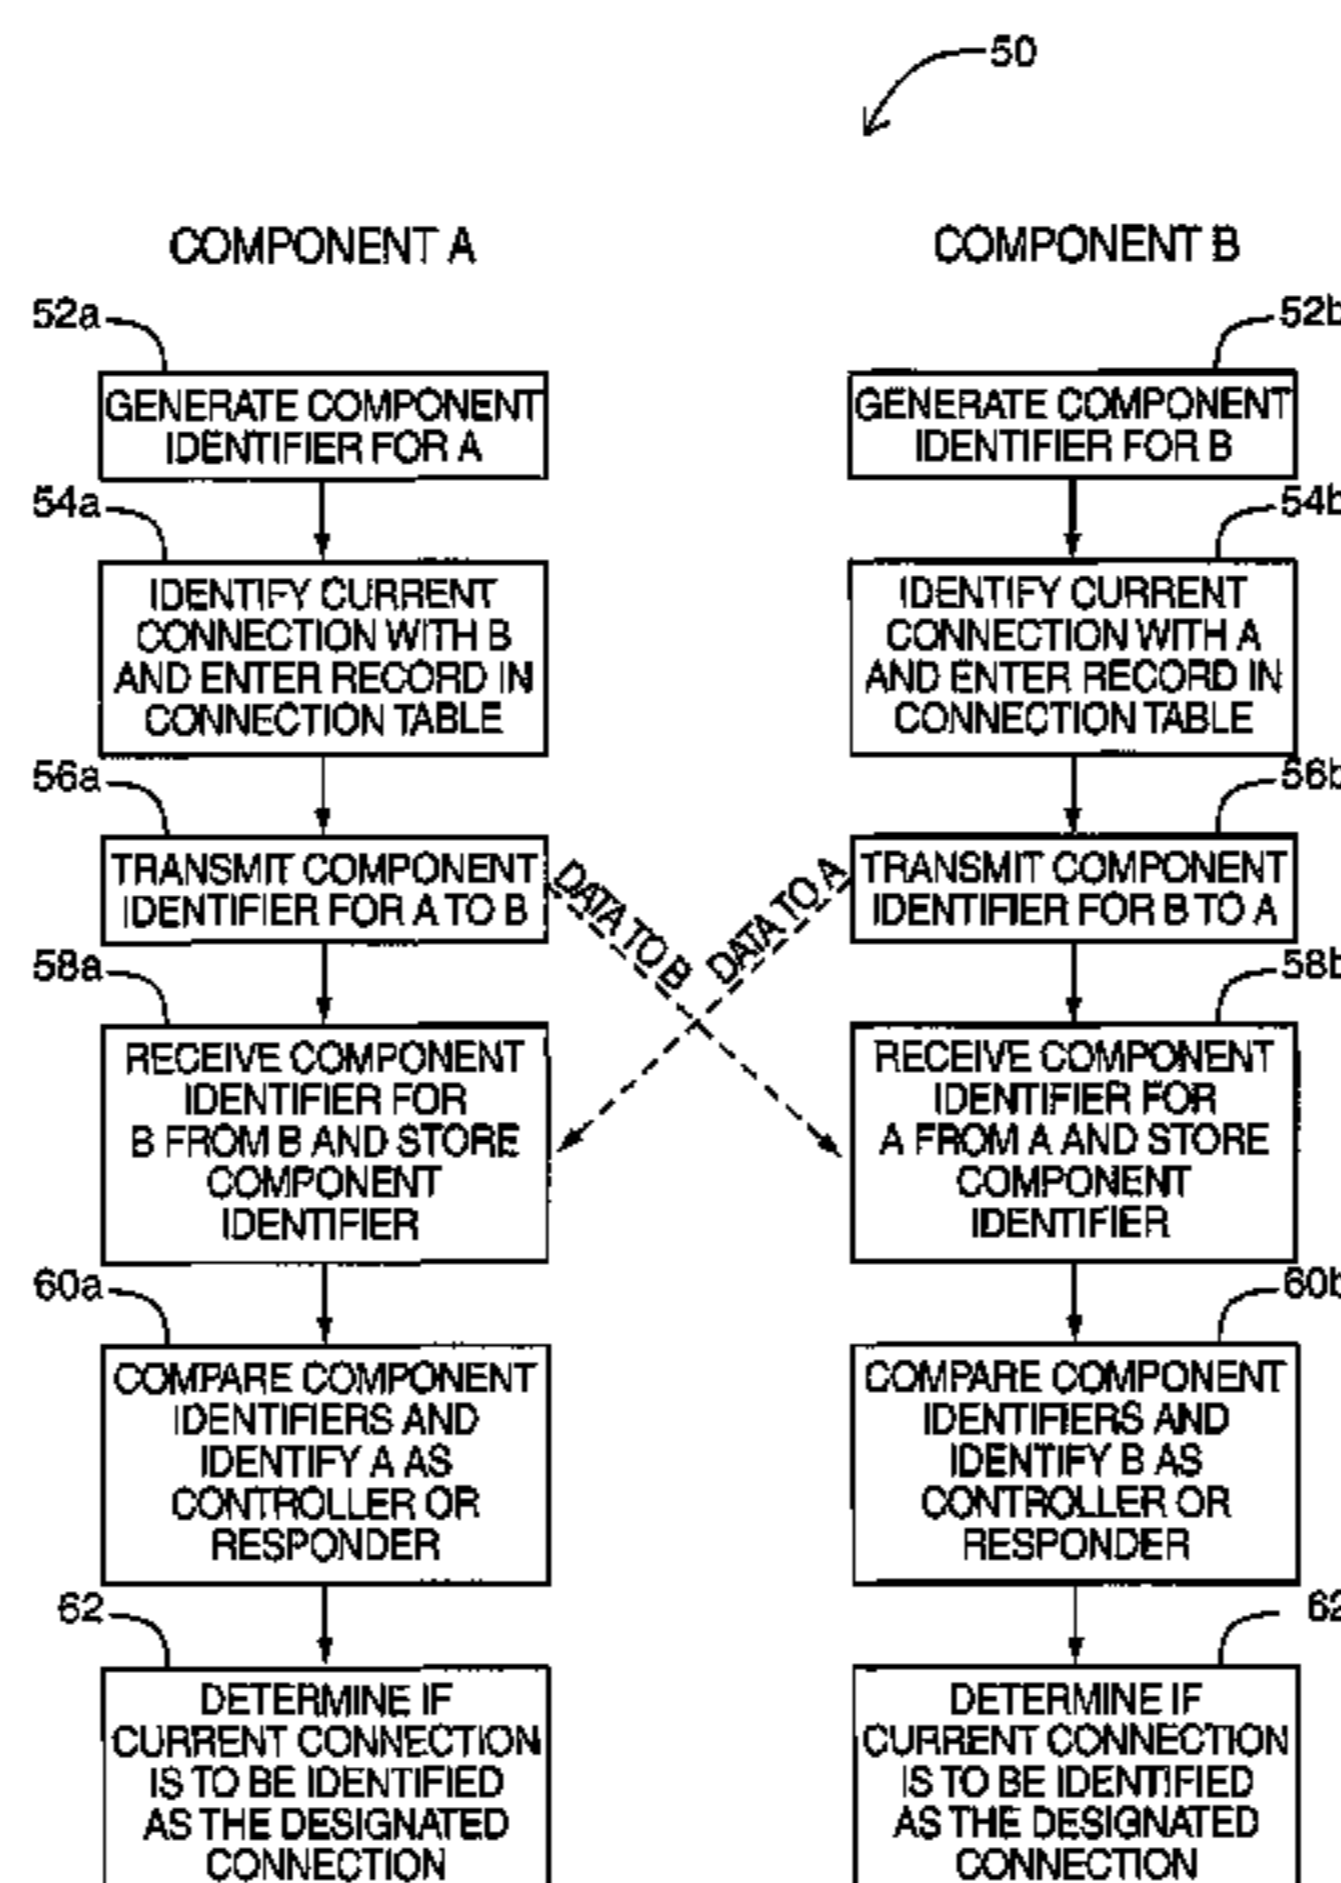 50
COMPONENT A
52a
GENERATE COMPONENT
IDENTIFIER FOR A
54a
IDENTIFY CURRENT
CONNECTION WITH B
AND ENTER RECORD IN
CONNECTION TABLE
56a
TRANSMIT COMPONENT
IDENTIFIER FOR A TO B
DATA TO B
58a
RECEIVE COMPONENT
IDENTIFIER FOR
B FROM B AND STORE
COMPONENT
IDENTIFIER
60a
COMPARE COMPONENT
IDENTIFIERS AND
IDENTIFY A AS
CONTROLLER OR
RESPONDER
62
DETERMINE IF
CURRENT CONNECTION
IS TO BE IDENTIFIED
AS THE DESIGNATED
CONNECTION
COMPONENT B
52b
GENERATE COMPONENT
IDENTIFIER FOR B
54b
IDENTIFY CURRENT
CONNECTION WITH A
AND ENTER RECORD IN
CONNECTION TABLE
56b
TRANSMIT COMPONENT
IDENTIFIER FOR B TO A
DATA TO A
58b
RECEIVE COMPONENT
IDENTIFIER FOR
A FROM A AND STORE
COMPONENT
IDENTIFIER
60b
COMPARE COMPONENT
IDENTIFIERS AND
IDENTIFY B AS
CONTROLLER OR
RESPONDER
62
DETERMINE IF
CURRENT CONNECTION
IS TO BE IDENTIFIED
AS THE DESIGNATED
CONNECTION